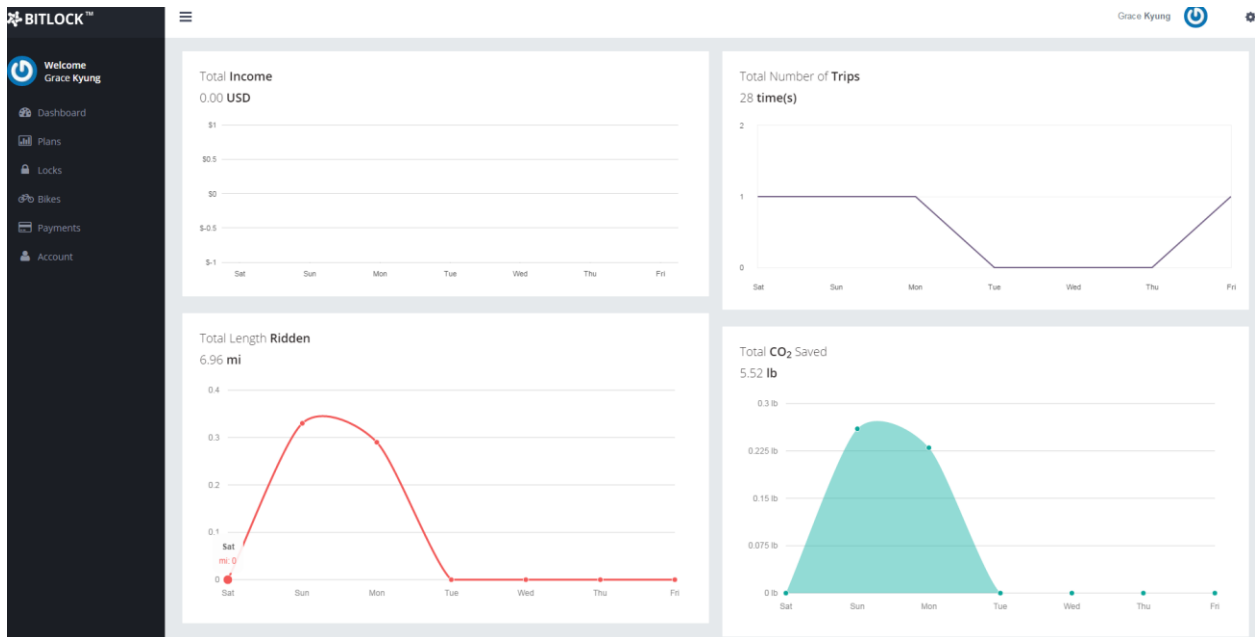 BITLOCK™
Grace Kyung
Welcome
Grace Kyung
Dashboard
Plans
Locks
Bikes
Payments
Account
Total Income
0.00 USD
$1
$0.5
$0
$-0.5
$-1
Sat Sun Mon Tue Wed Thu Fri
Total Number of Trips
28 time(s)
2
1
0
Sat Sun Mon Tue Wed Thu Fri
Total Length Ridden
6.96 mi
0.4
0.3
0.2
0.1
Sat
mi: 0
0
Sat Sun Mon Tue Wed Thu Fri
Total CO₂ Saved
5.52 lb
0.3 lb
0.225 lb
0.15 lb
0.075 lb
0 lb
Sat Sun Mon Tue Wed Thu Fri